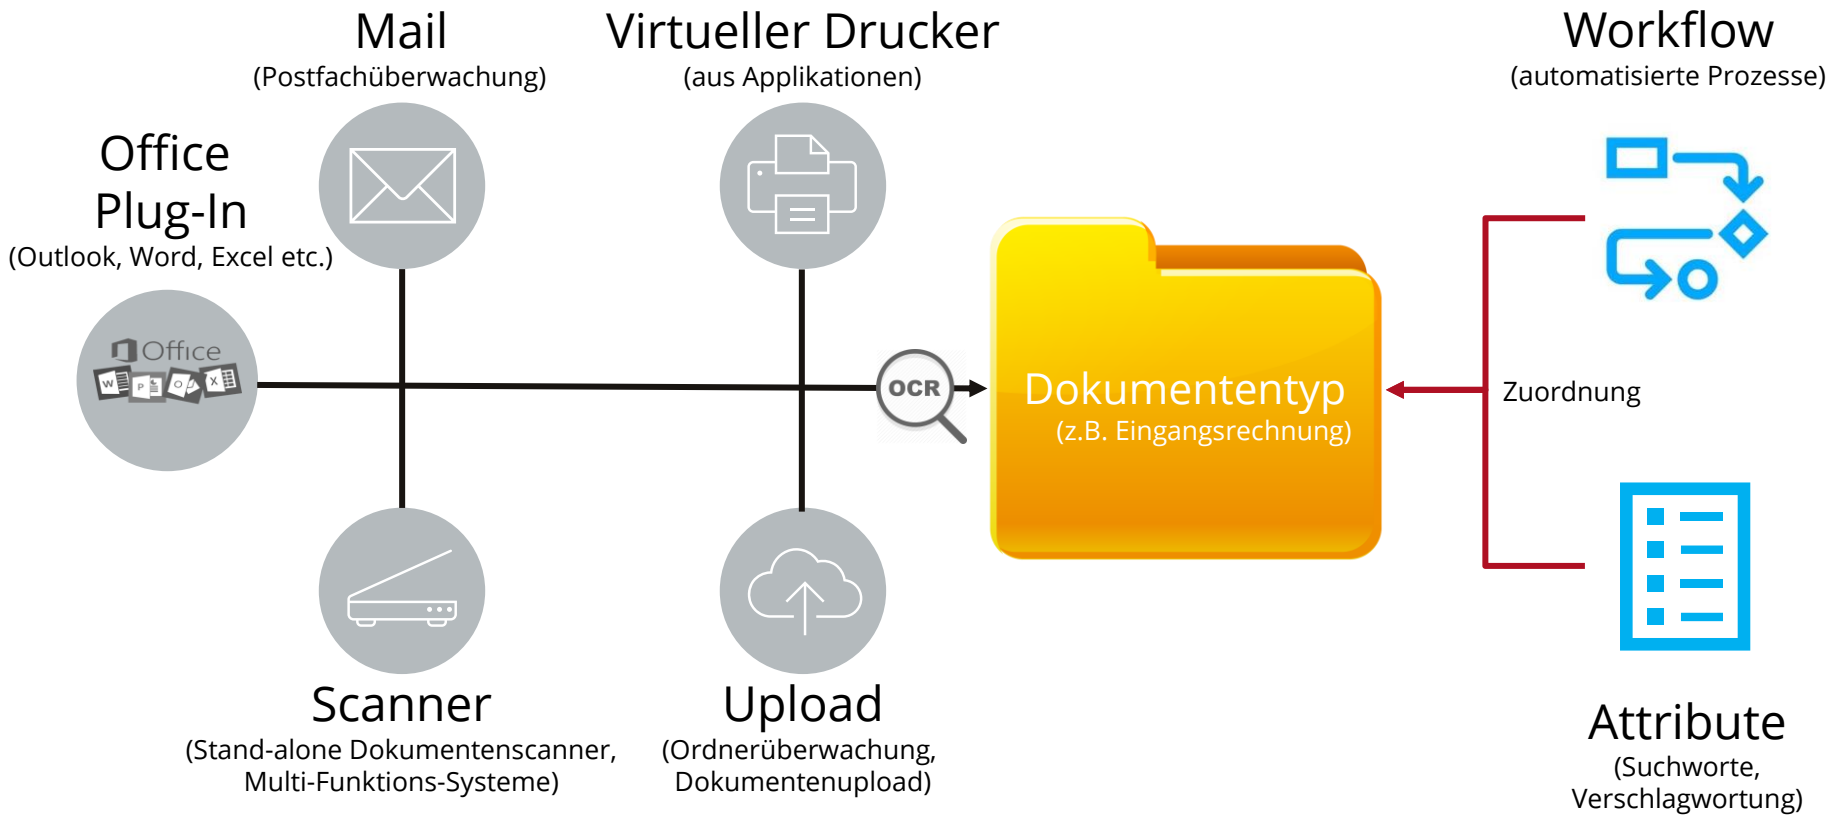 Mail
(Postfachüberwachung)
Virtueller Drucker
(aus Applikationen)
Workflow
(automatisierte Prozesse)
Office
Plug-In
(Outlook, Word, Excel etc.)
Office
W
P
O
X
OCR
Dokumententyp
(z.B. Eingangsrechnung)
Zuordnung
Scanner
(Stand-alone Dokumentenscanner,
Multi-Funktions-Systeme)
Upload
(Ordnerüberwachung,
Dokumentenupload)
Attribute
(Suchworte,
Verschlagwortung)